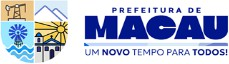 PREFEITURA DE
MACAU
UM NOVO TEMPO PARA TODOS!